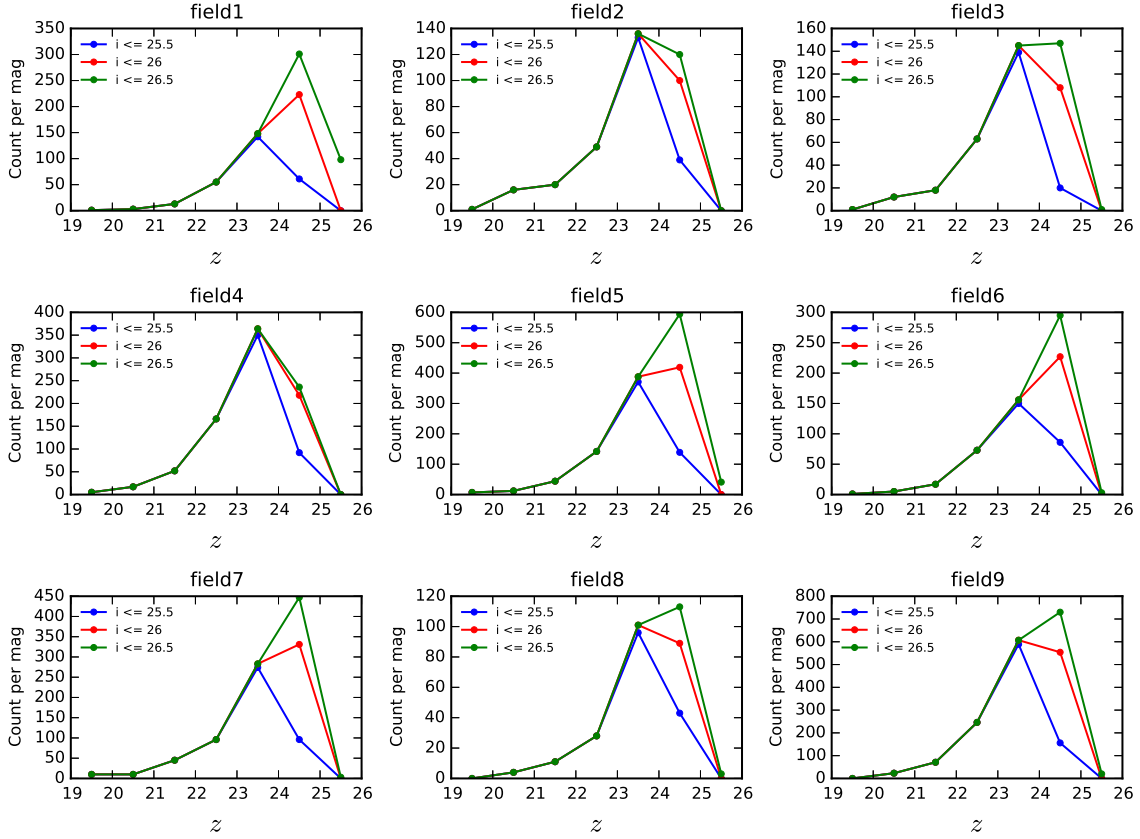 field1
350
300
250
200
150
100
50
0
Count per mag
i <= 25.5
i <= 26
i <= 26.5
19 20 21 22 23 24 25 26
z
field2
140
120
100
80
60
40
20
0
Count per mag
i <= 25.5
i <= 26
i <= 26.5
19 20 21 22 23 24 25 26
z
field3
160
140
120
100
80
60
40
20
0
Count per mag
i <= 25.5
i <= 26
i <= 26.5
19 20 21 22 23 24 25 26
z
field4
400
350
300
250
200
150
100
50
0
Count per mag
i <= 25.5
i <= 26
i <= 26.5
19 20 21 22 23 24 25 26
z
field5
600
500
400
300
200
100
0
Count per mag
i <= 25.5
i <= 26
i <= 26.5
19 20 21 22 23 24 25 26
z
field6
300
250
200
150
100
50
0
Count per mag
i <= 25.5
i <= 26
i <= 26.5
19 20 21 22 23 24 25 26
z
field7
450
400
350
300
250
200
150
100
50
0
Count per mag
i <= 25.5
i <= 26
i <= 26.5
19 20 21 22 23 24 25 26
z
field8
120
100
80
60
40
20
0
Count per mag
i <= 25.5
i <= 26
i <= 26.5
19 20 21 22 23 24 25 26
z
field9
800
700
600
500
400
300
200
100
0
Count per mag
i <= 25.5
i <= 26
i <= 26.5
19 20 21 22 23 24 25 26
z